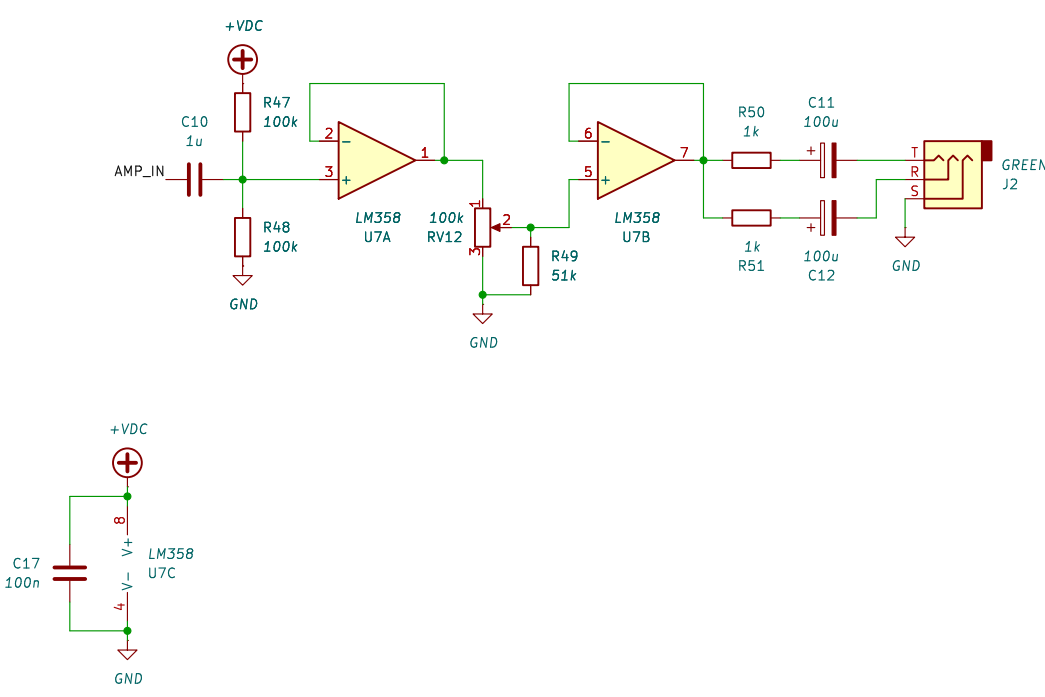 +VDC
R47
100k
C10
1u
AMP_IN
R48
100k
GND
2
3
1
LM358
U7A
100k
RV12
1
2
3
R49
51k
GND
6
5
7
LM358
U7B
R50
1k
C11
100u
1k
R51
100u
C12
T
R
S
GREEN
J2
GND
+VDC
8
V+
LM358
U7C
V-
4
C17
100n
GND